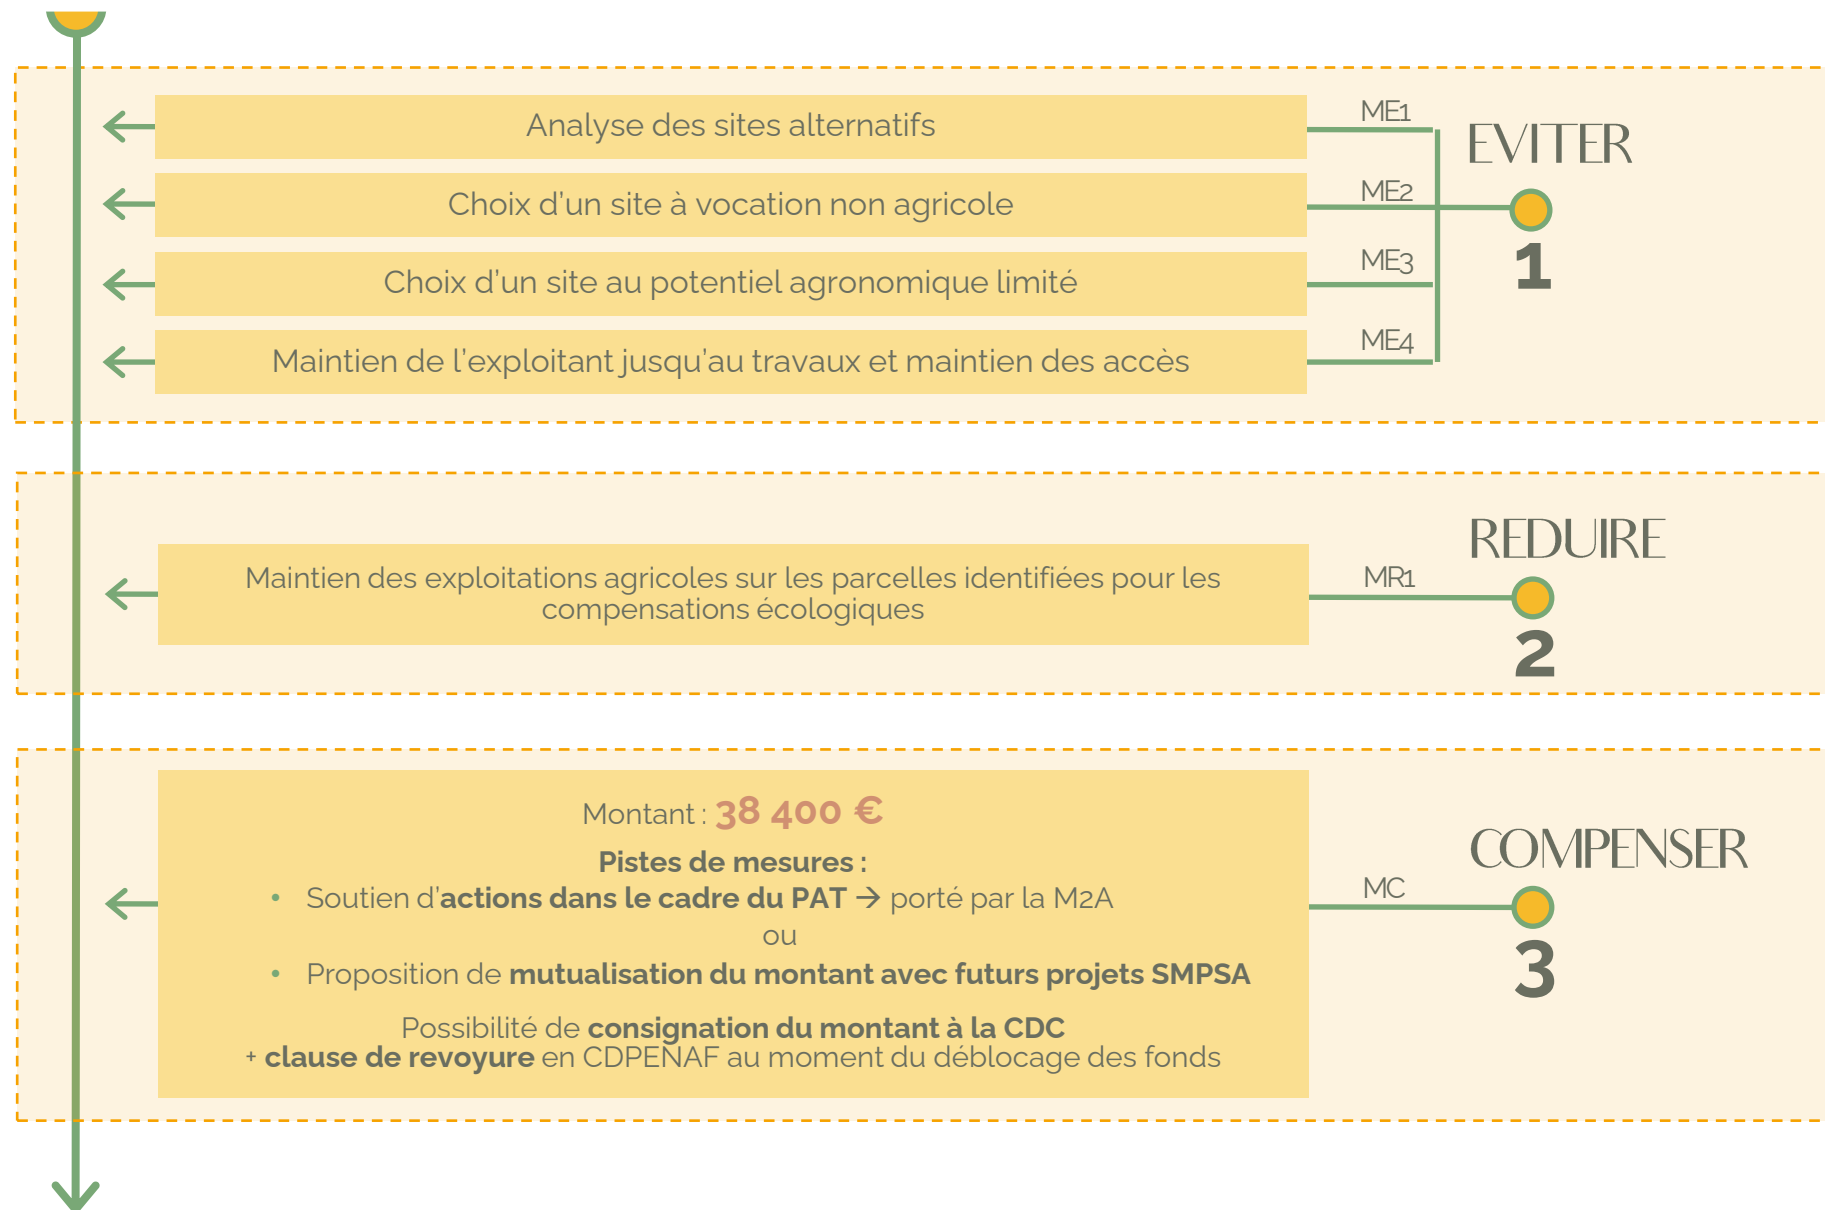 Analyse des sites alternatifs
ME1
EVITER
Choix d’un site à vocation non agricole
ME2
1
Choix d’un site au potentiel agronomique limité
ME3
Maintien de l’exploitant jusqu’au travaux et maintien des accès
ME4
REDUIRE
Maintien des exploitations agricoles sur les parcelles identifiées pour les
compensations écologiques
MR1
2
Montant : 38 400 €
Pistes de mesures :
• Soutien d’actions dans le cadre du PAT → porté par la M2A
ou
• Proposition de mutualisation du montant avec futurs projets SMPSA
Possibilité de consignation du montant à la CDC
+ clause de revoyure en CDPENAF au moment du déblocage des fonds
COMPENSER
MC
3